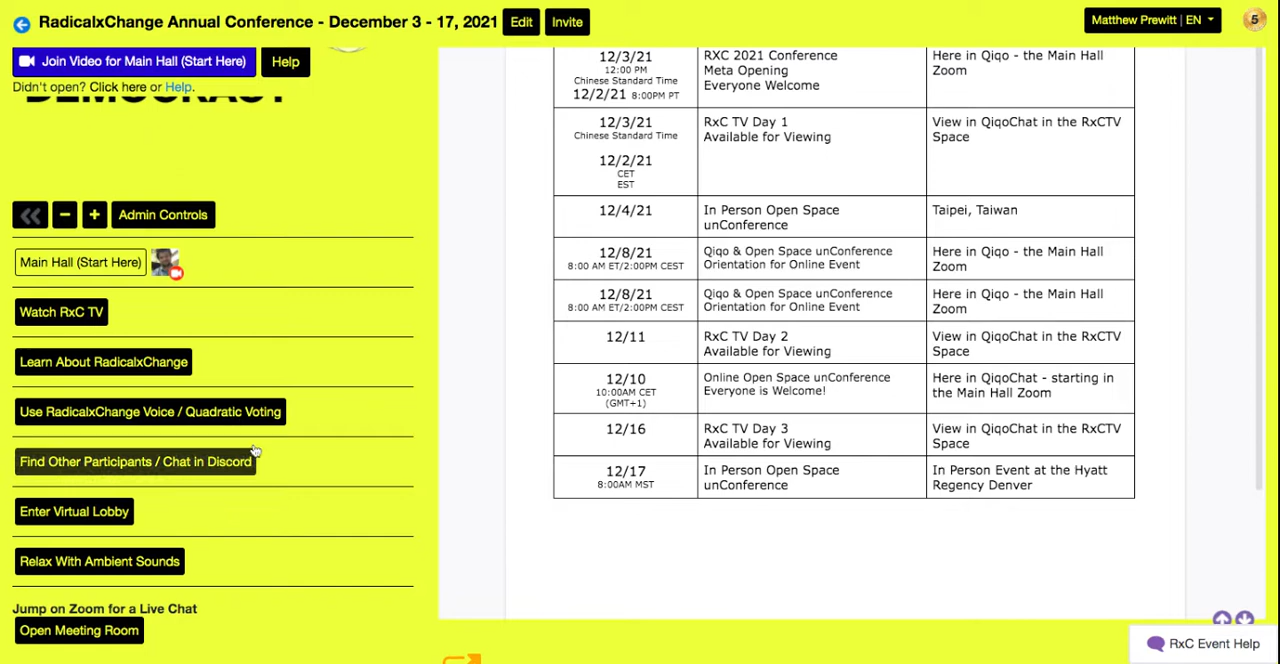 RadicalxChange Annual Conference - December 3 - 17, 2021
Edit
Invite
Matthew Prewitt | EN
5
Join Video for Main Hall (Start Here)
Help
Didn't open? Click here or Help.
DEMOCRACY
Admin Controls
Main Hall (Start Here)
Watch RxC TV
Learn About RadicalxChange
Use RadicalxChange Voice / Quadratic Voting
Find Other Participants / Chat in Discord
Enter Virtual Lobby
Relax With Ambient Sounds
Jump on Zoom for a Live Chat
Open Meeting Room
12/3/21
12:00 PM
Chinese Standard Time
12/2/21 8:00PM PT
RXC 2021 Conference
Meta Opening
Everyone Welcome
Here in Qiqo - the Main Hall
Zoom
12/3/21
Chinese Standard Time
12/2/21
CET
EST
RxC TV Day 1
Available for Viewing
View in QiqoChat in the RxCTV
Space
12/4/21
In Person Open Space
unConference
Taipei, Taiwan
12/8/21
8:00 AM ET/2:00PM CEST
Qiqo & Open Space unConference
Orientation for Online Event
Here in Qiqo - the Main Hall
Zoom
12/8/21
8:00 AM ET/2:00PM CEST
Qiqo & Open Space unConference
Orientation for Online Event
Here in Qiqo - the Main Hall
Zoom
12/11
RxC TV Day 2
Available for Viewing
View in QiqoChat in the RxCTV
Space
12/10
10:00AM CET
(GMT+1)
Online Open Space unConference
Everyone is Welcome!
Here in QiqoChat - starting in
the Main Hall Zoom
12/16
RxC TV Day 3
Available for Viewing
View in QiqoChat in the RxCTV
Space
12/17
8:00AM MST
In Person Open Space
unConference
In Person Event at the Hyatt
Regency Denver
RxC Event Help